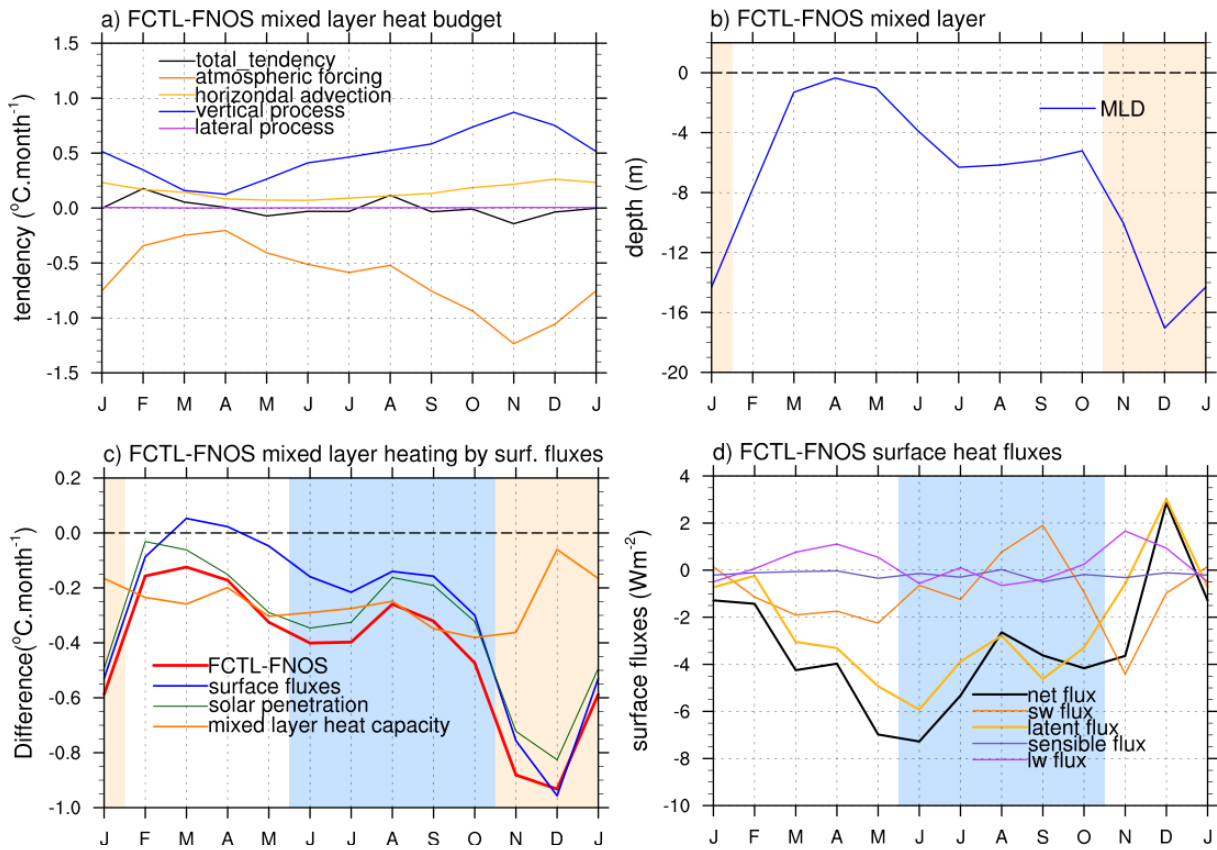 a) FCTL-FNOS mixed layer heat budget
tendency (°C.month⁻¹)
1.5
1.0
0.5
0.0
-0.5
-1.0
-1.5
total_tendency
atmospheric forcing
horizondal advection
vertical process
lateral process
J F M A M J J A S O N D J
b) FCTL-FNOS mixed layer
depth (m)
0
-4
-8
-12
-16
-20
MLD
J F M A M J J A S O N D J
c) FCTL-FNOS mixed layer heating by surf. fluxes
Difference(°C.month⁻¹)
0.2
0.0
-0.2
-0.4
-0.6
-0.8
-1.0
FCTL-FNOS
surface fluxes
solar penetration
mixed layer heat capacity
J F M A M J J A S O N D J
d) FCTL-FNOS surface heat fluxes
surface fluxes (Wm⁻²)
4
2
0
-2
-4
-6
-8
-10
net flux
sw flux
latent flux
sensible flux
lw flux
J F M A M J J A S O N D J